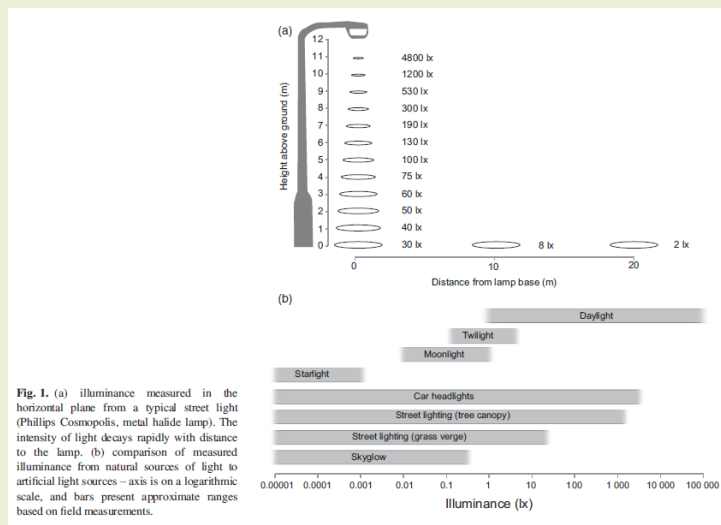 (a)
12
11
10
9
8
7
6
5
4
3
2
1
0
Height above ground (m)
4800 lx
1200 lx
530 lx
300 lx
190 lx
130 lx
100 lx
75 lx
60 lx
50 lx
40 lx
30 lx
8 lx
2 lx
0
10
20
Distance from lamp base (m)
(b)
Daylight
Twilight
Moonlight
Starlight
Car headlights
Street lighting (tree canopy)
Street lighting (grass verge)
Skyglow
0.00001 0.0001 0.001 0.01 0.1 1 10 100 1 000 10 000 100 000
Illuminance (lx)
Fig. 1. (a) illuminance measured in the
horizontal plane from a typical street light
(Phillips Cosmopolis, metal halide lamp). The
intensity of light decays rapidly with distance
to the lamp. (b) comparison of measured
illuminance from natural sources of light to
artificial light sources – axis is on a logarithmic
scale, and bars present approximate ranges
based on field measurements.